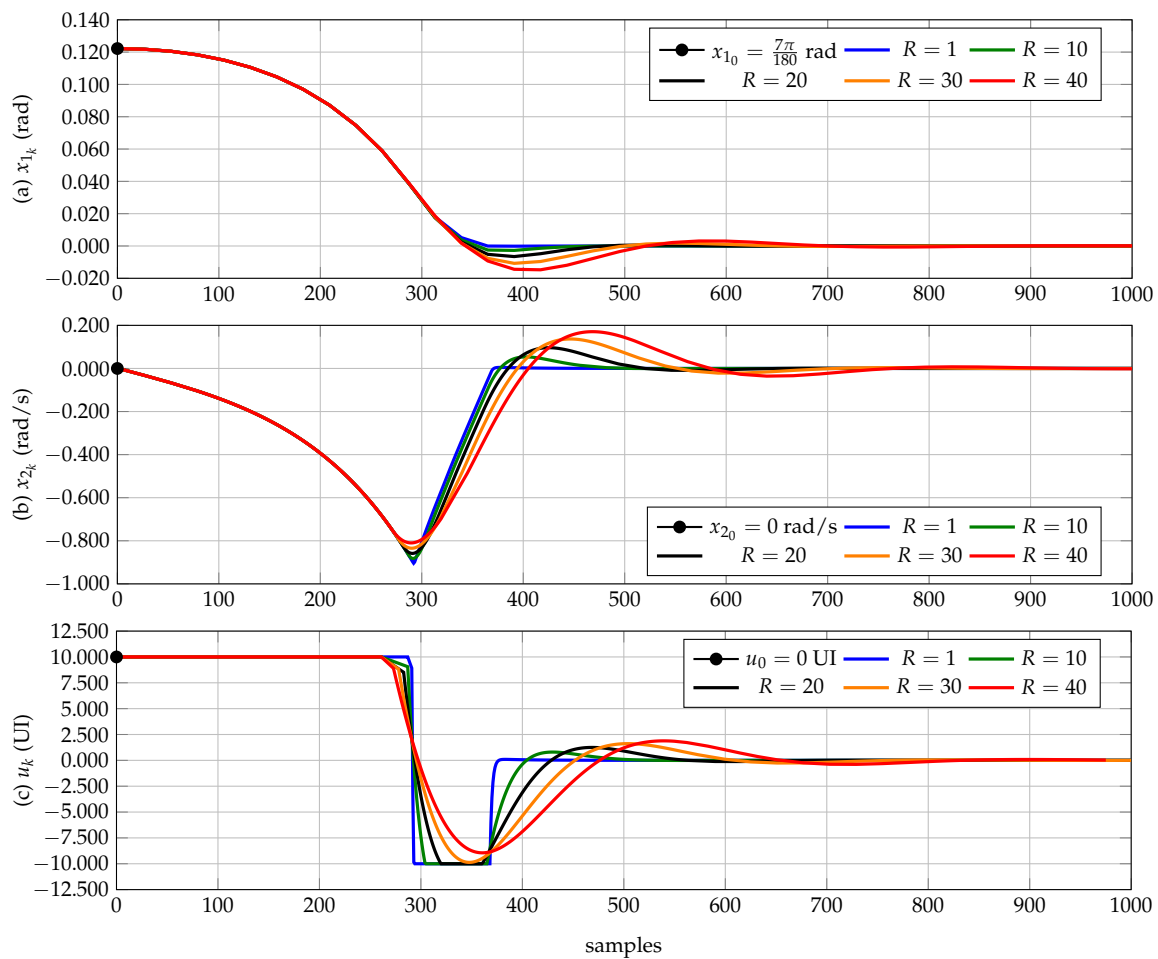 0.140
0.120
0.100
0.080
0.060
0.040
0.020
0.000
−0.020
(a) x₁ₖ (rad)
x₁₀ = 7π/180 rad R = 1 R = 10
R = 20 R = 30 R = 40
0 100 200 300 400 500 600 700 800 900 1000
0.200
0.000
−0.200
−0.400
−0.600
−0.800
−1.000
(b) x₂ₖ (rad/s)
x₂₀ = 0 rad/s R = 1 R = 10
R = 20 R = 30 R = 40
0 100 200 300 400 500 600 700 800 900 1000
12.500
10.000
7.500
5.000
2.500
0.000
−2.500
−5.000
−7.500
−10.000
−12.500
(c) uₖ (UI)
u₀ = 0 UI R = 1 R = 10
R = 20 R = 30 R = 40
0 100 200 300 400 500 600 700 800 900 1000
samples